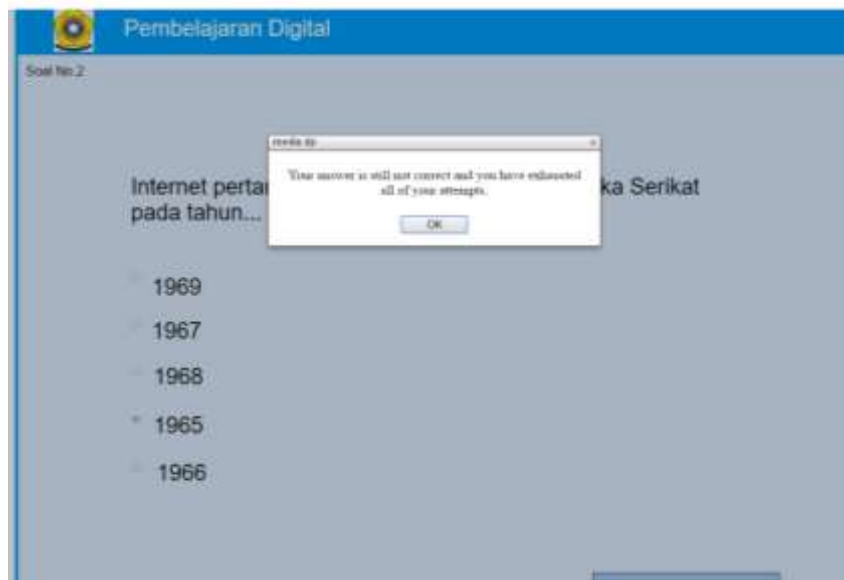 Pembelajaran Digital
Soal No.2
Your answer is still not correct and you have exhausted
all of your attempts.
OK
Internet perta ka Serikat
pada tahun...
1969
1967
1968
1965
1966